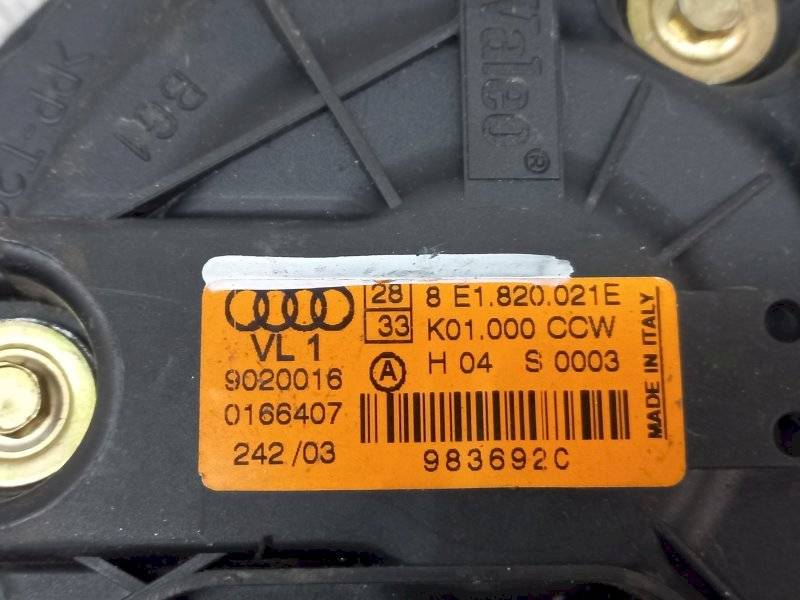 Valeo®
BG1
28 8 E1.820.021E
33 K01.000 CCW
VL 1
A H 04 S 0003
9020016
0166407
242/03
983692C
MADE IN ITALY